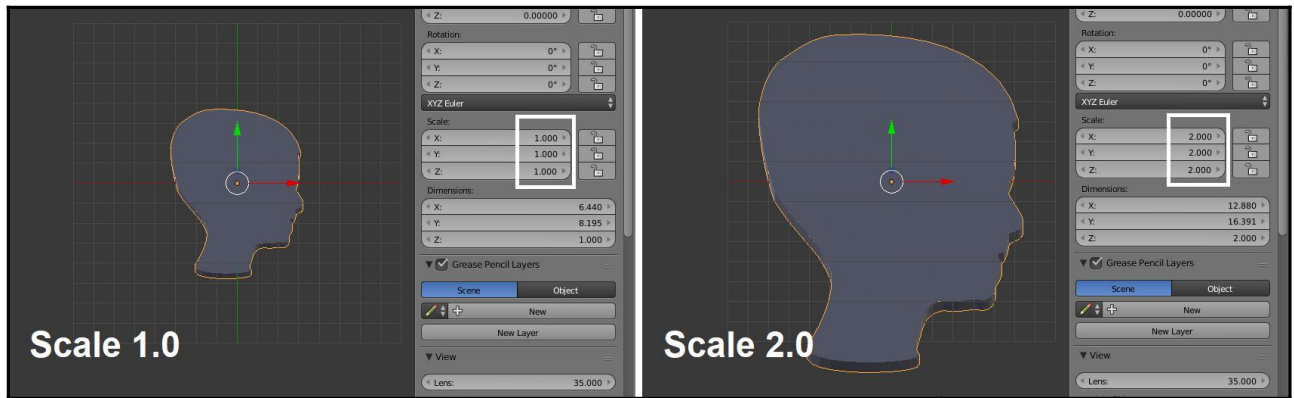 Z: 0.00000
Rotation:
X: 0°
Y: 0°
Z: 0°
XYZ Euler
Scale:
X: 1.000
Y: 1.000
Z: 1.000
Dimensions:
X: 6.440
Y: 8.195
Z: 1.000
Grease Pencil Layers
Scene Object
New
New Layer
View
Lens: 35.000
Scale 1.0
Z: 0.00000
Rotation:
X: 0°
Y: 0°
Z: 0°
XYZ Euler
Scale:
X: 2.000
Y: 2.000
Z: 2.000
Dimensions:
X: 12.880
Y: 16.391
Z: 2.000
Grease Pencil Layers
Scene Object
New
New Layer
View
Lens: 35.000
Scale 2.0